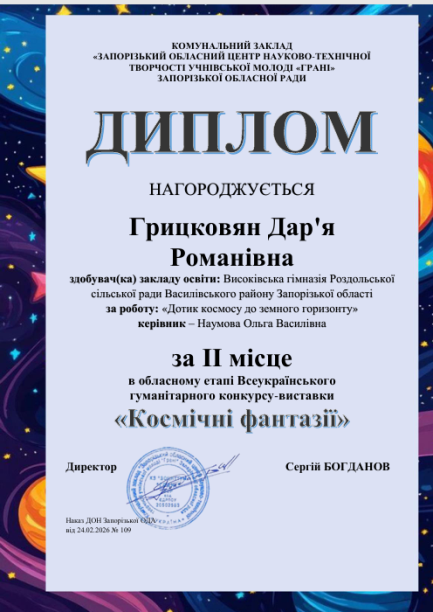 КОМУНАЛЬНИЙ ЗАКЛАД
«ЗАПОРІЗЬКИЙ ОБЛАСНИЙ ЦЕНТР НАУКОВО-ТЕХНІЧНОЇ
ТВОРЧОСТІ УЧНІВСЬКОЇ МОЛОДІ «ГРАНІ»
ЗАПОРІЗЬКОЇ ОБЛАСНОЇ РАДИ
ДИПЛОМ
НАГОРОДЖУЄТЬСЯ
Грицковян Дар'я
Романівна
здобувач(ка) закладу освіти: Високівська гімназія Роздольської
сільської ради Василівського району Запорізької області
за роботу: «Дотик космосу до земного горизонту»
керівник – Наумова Ольга Василівна
за ІІ місце
в обласному етапі Всеукраїнського
гуманітарного конкурсу-виставки
«Космічні фантазії»
Директор
Сергій БОГДАНОВ
Наказ ДОН Запорізької ОДА
від 24.02.2026 № 109